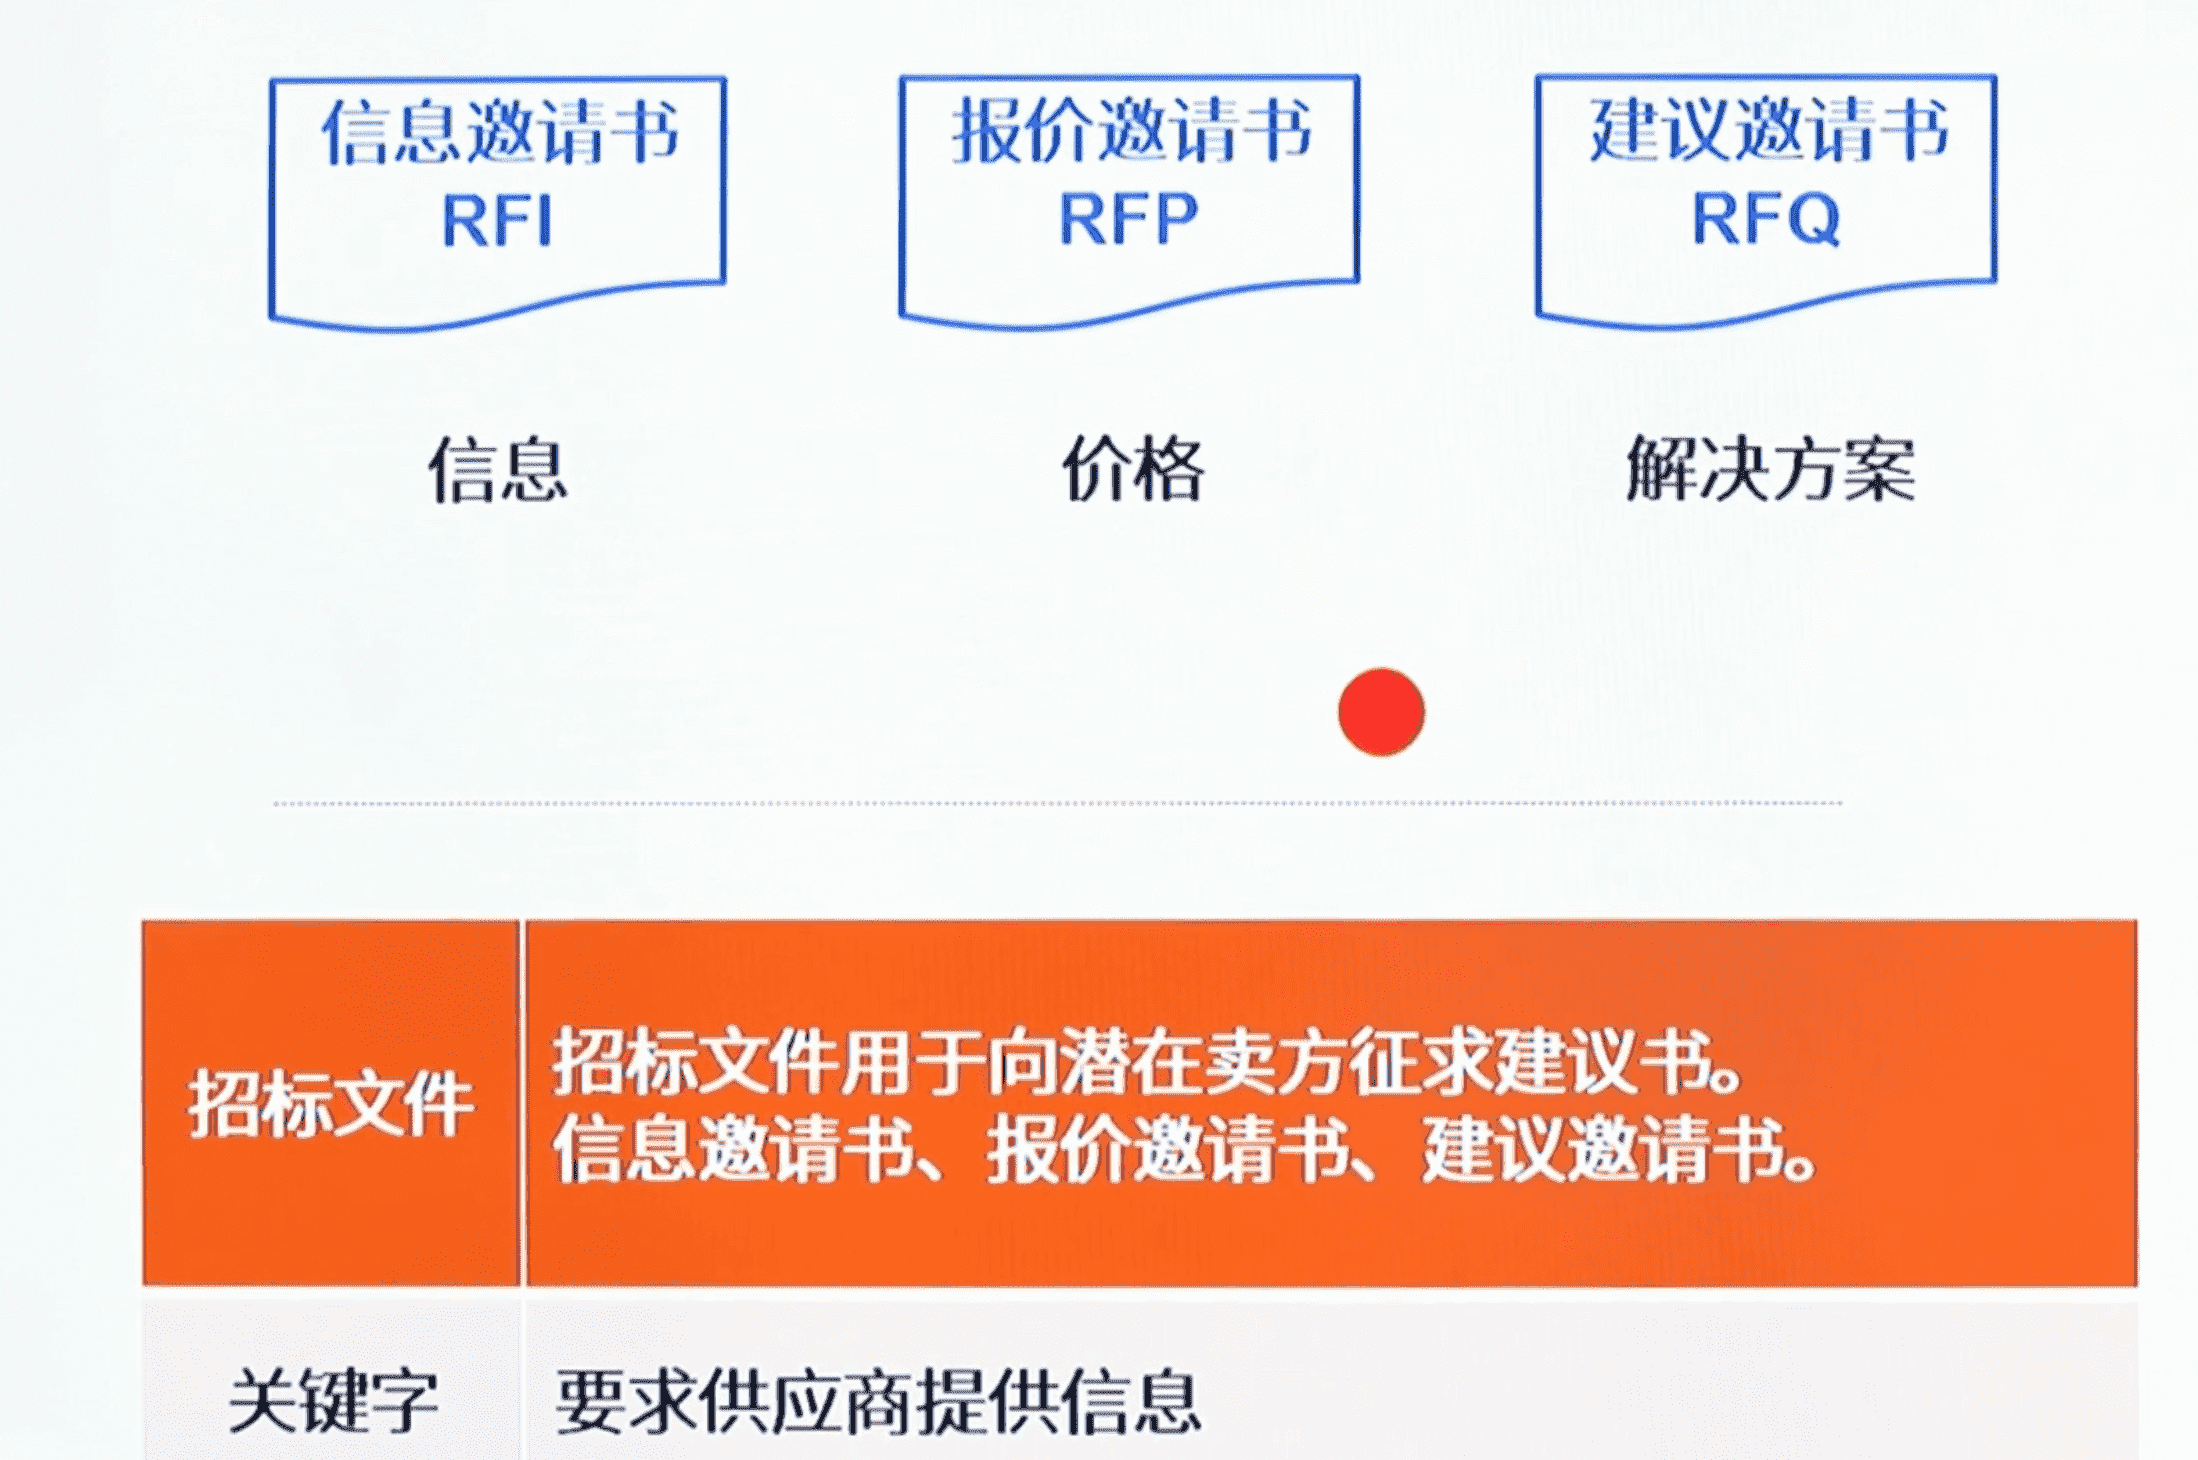 信息邀请书
RFI
报价邀请书
RFP
建议邀请书
RFQ
信息
价格
解决方案
招标文件
招标文件用于向潜在卖方征求建议书。
信息邀请书、报价邀请书、建议邀请书。
关键字
要求供应商提供信息